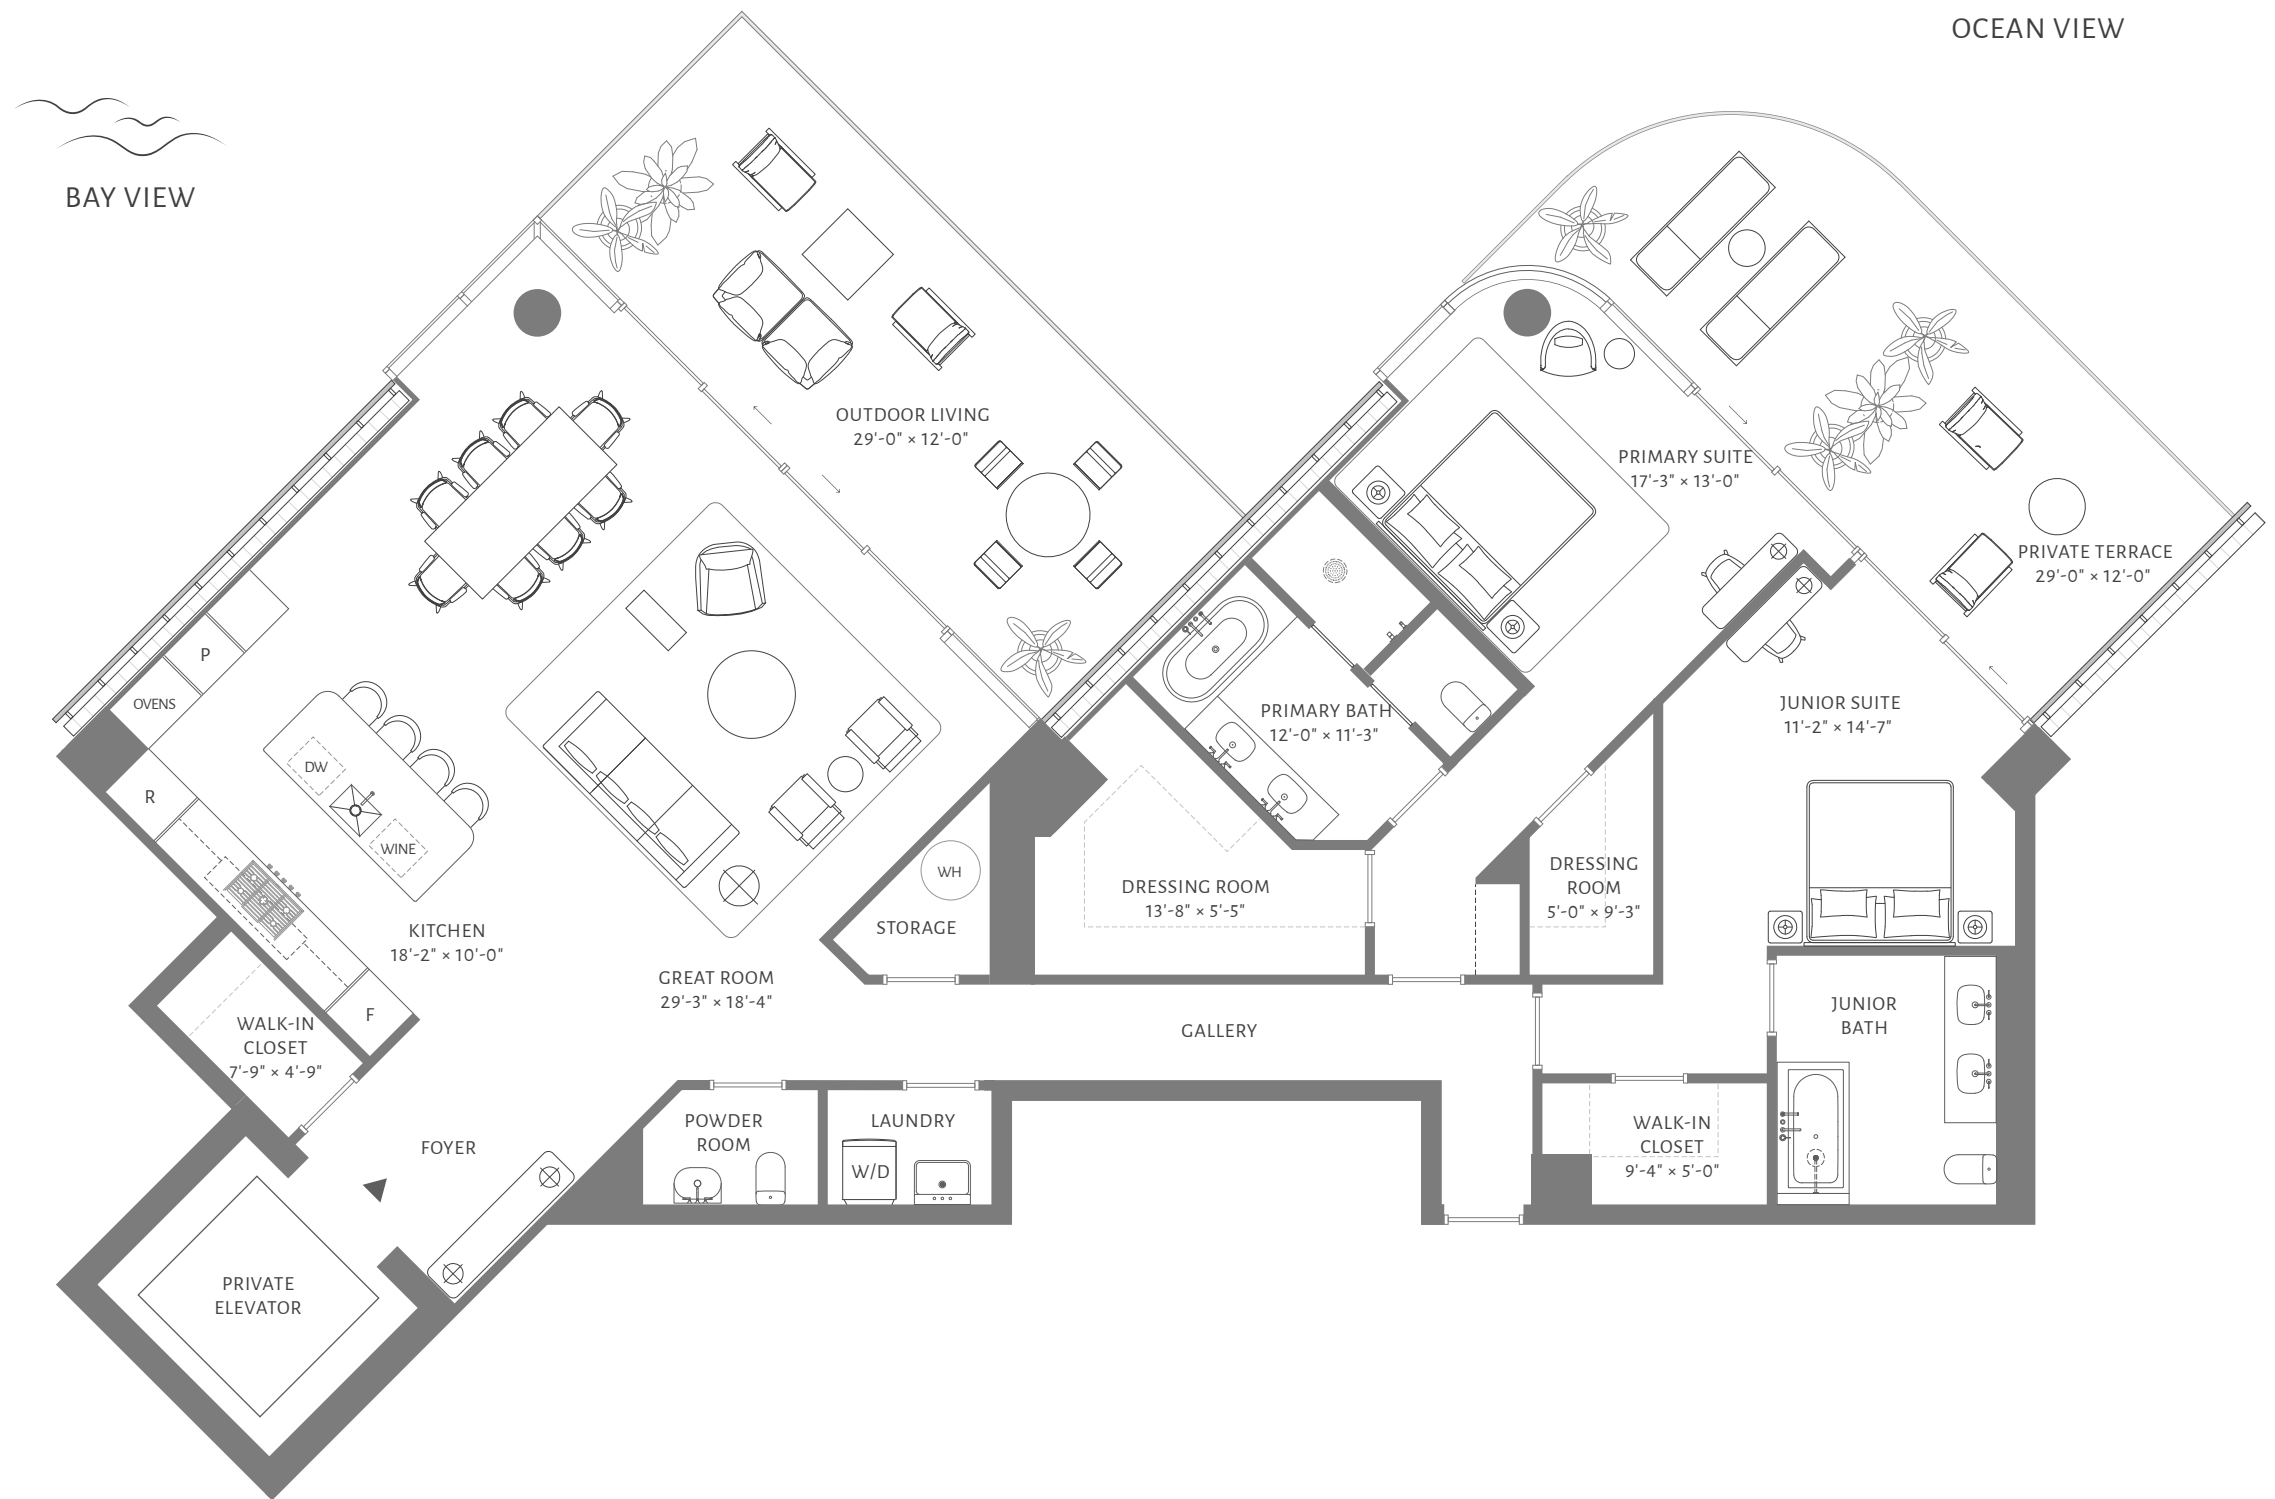 OCEAN VIEW
BAY VIEW
OUTDOOR LIVING
29'-0" × 12'-0"
PRIMARY SUITE
17'-3" × 13'-0"
PRIVATE TERRACE
29'-0" × 12'-0"
P
OVENS
R
DW
WINE
F
KITCHEN
18'-2" × 10'-0"
GREAT ROOM
29'-3" × 18'-4"
PRIMARY BATH
12'-0" × 11'-3"
JUNIOR SUITE
11'-2" × 14'-7"
WH
STORAGE
DRESSING ROOM
13'-8" × 5'-5"
DRESSING
ROOM
5'-0" × 9'-3"
WALK-IN
CLOSET
7'-9" × 4'-9"
GALLERY
JUNIOR
BATH
FOYER
POWDER
ROOM
LAUNDRY
W/D
WALK-IN
CLOSET
9'-4" × 5'-0"
PRIVATE
ELEVATOR